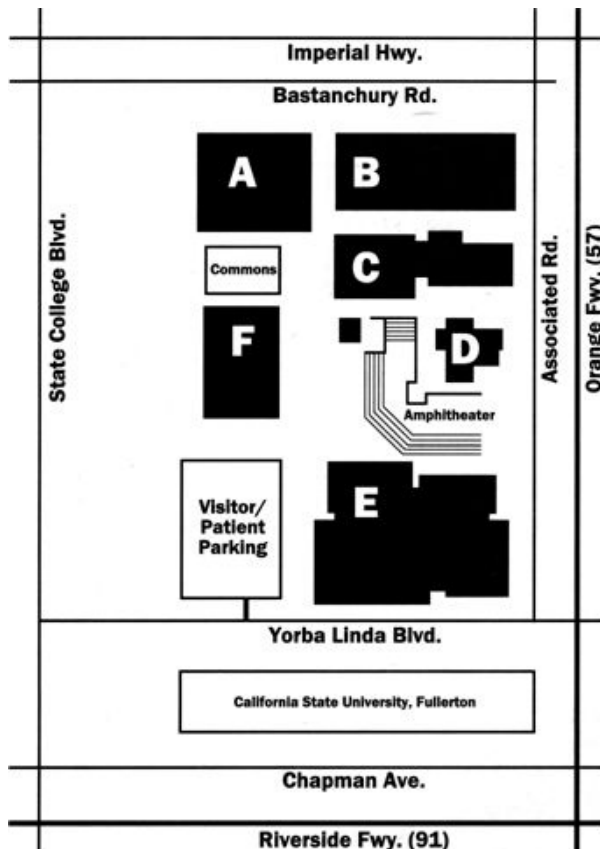 Imperial Hwy.
Bastanchury Rd.
State College Blvd.
Associated Rd.
Orange Fwy. (57)
A
B
Commons
C
F
D
Amphitheater
Visitor/
Patient
Parking
E
Yorba Linda Blvd.
California State University, Fullerton
Chapman Ave.
Riverside Fwy. (91)